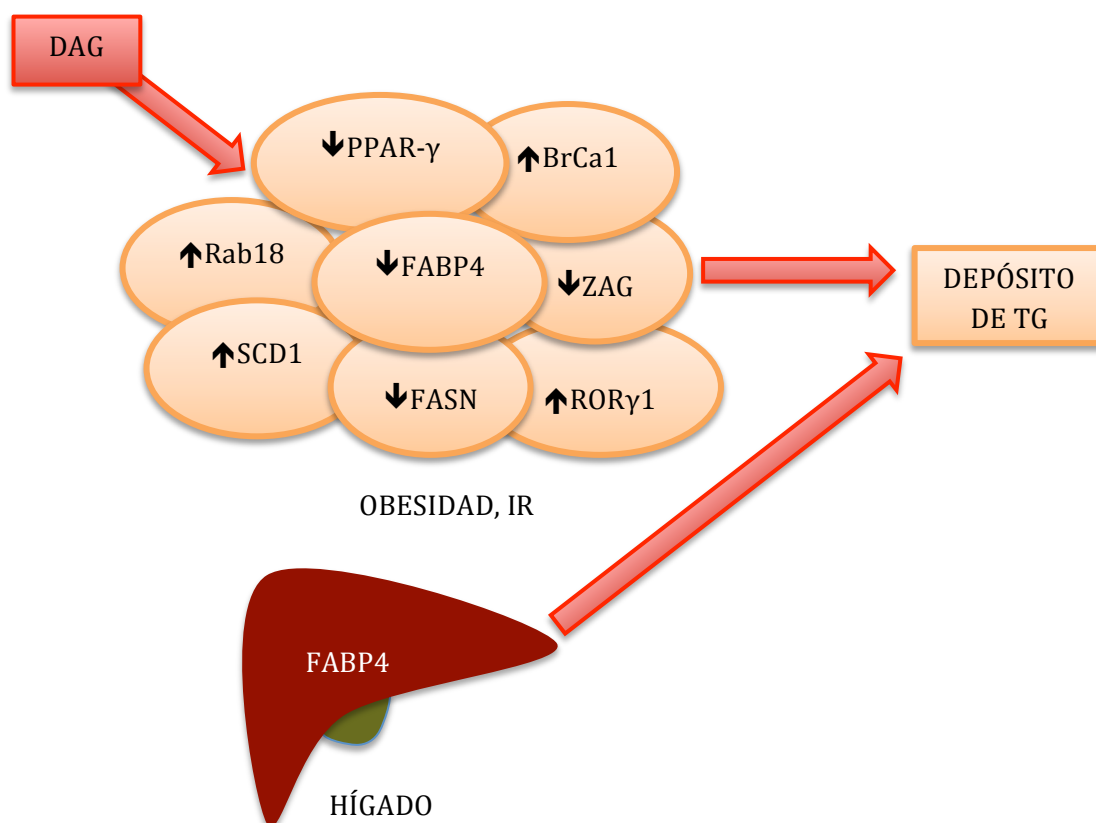 DAG
↓PPAR-γ
↑BrCa1
↑Rab18
↓FABP4
↓ZAG
↑SCD1
↓FASN
↑RORγ1
DEPÓSITO
DE TG
OBESIDAD, IR
FABP4
HÍGADO